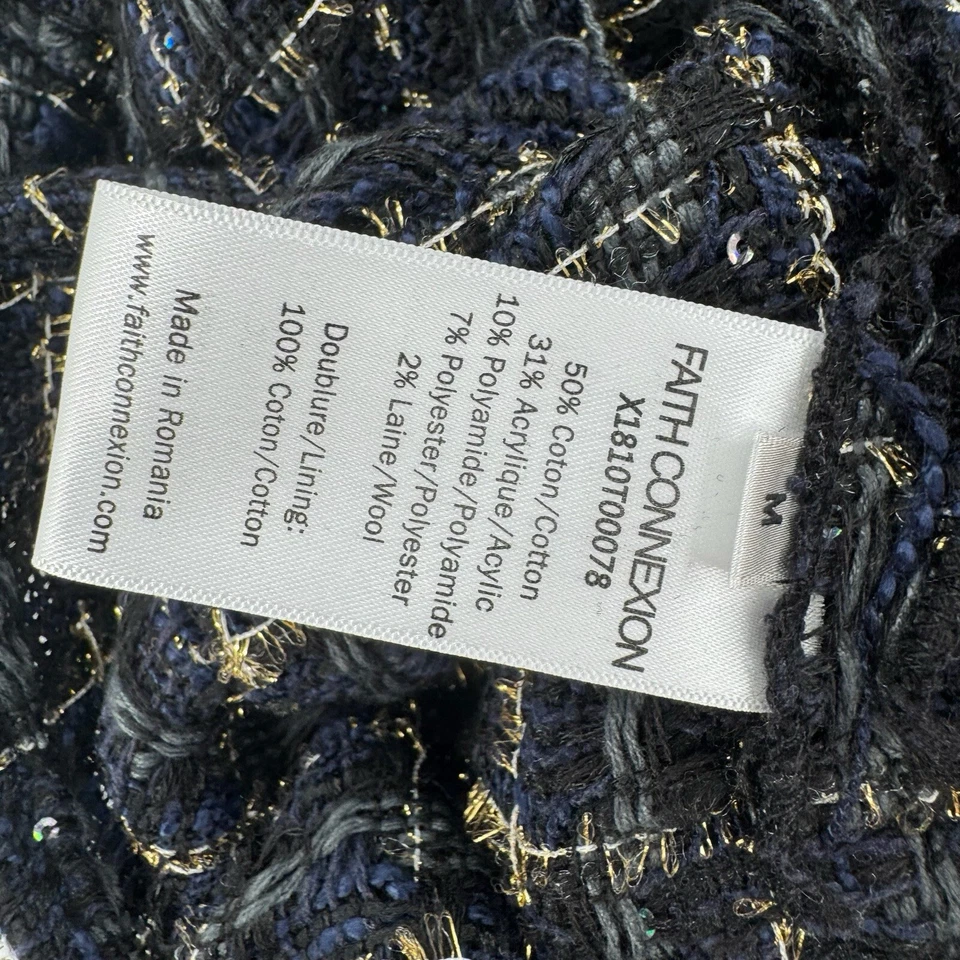 M
FAITH CONNEXION
X1810T00078
50% Coton/Cotton
31% Acrylique/Acylic
10% Polyamide/Polyamide
7% Polyester/Polyester
2% Laine/Wool
Doublure/Lining:
100% Coton/Cotton
Made in Romania
www.faithconnexion.com